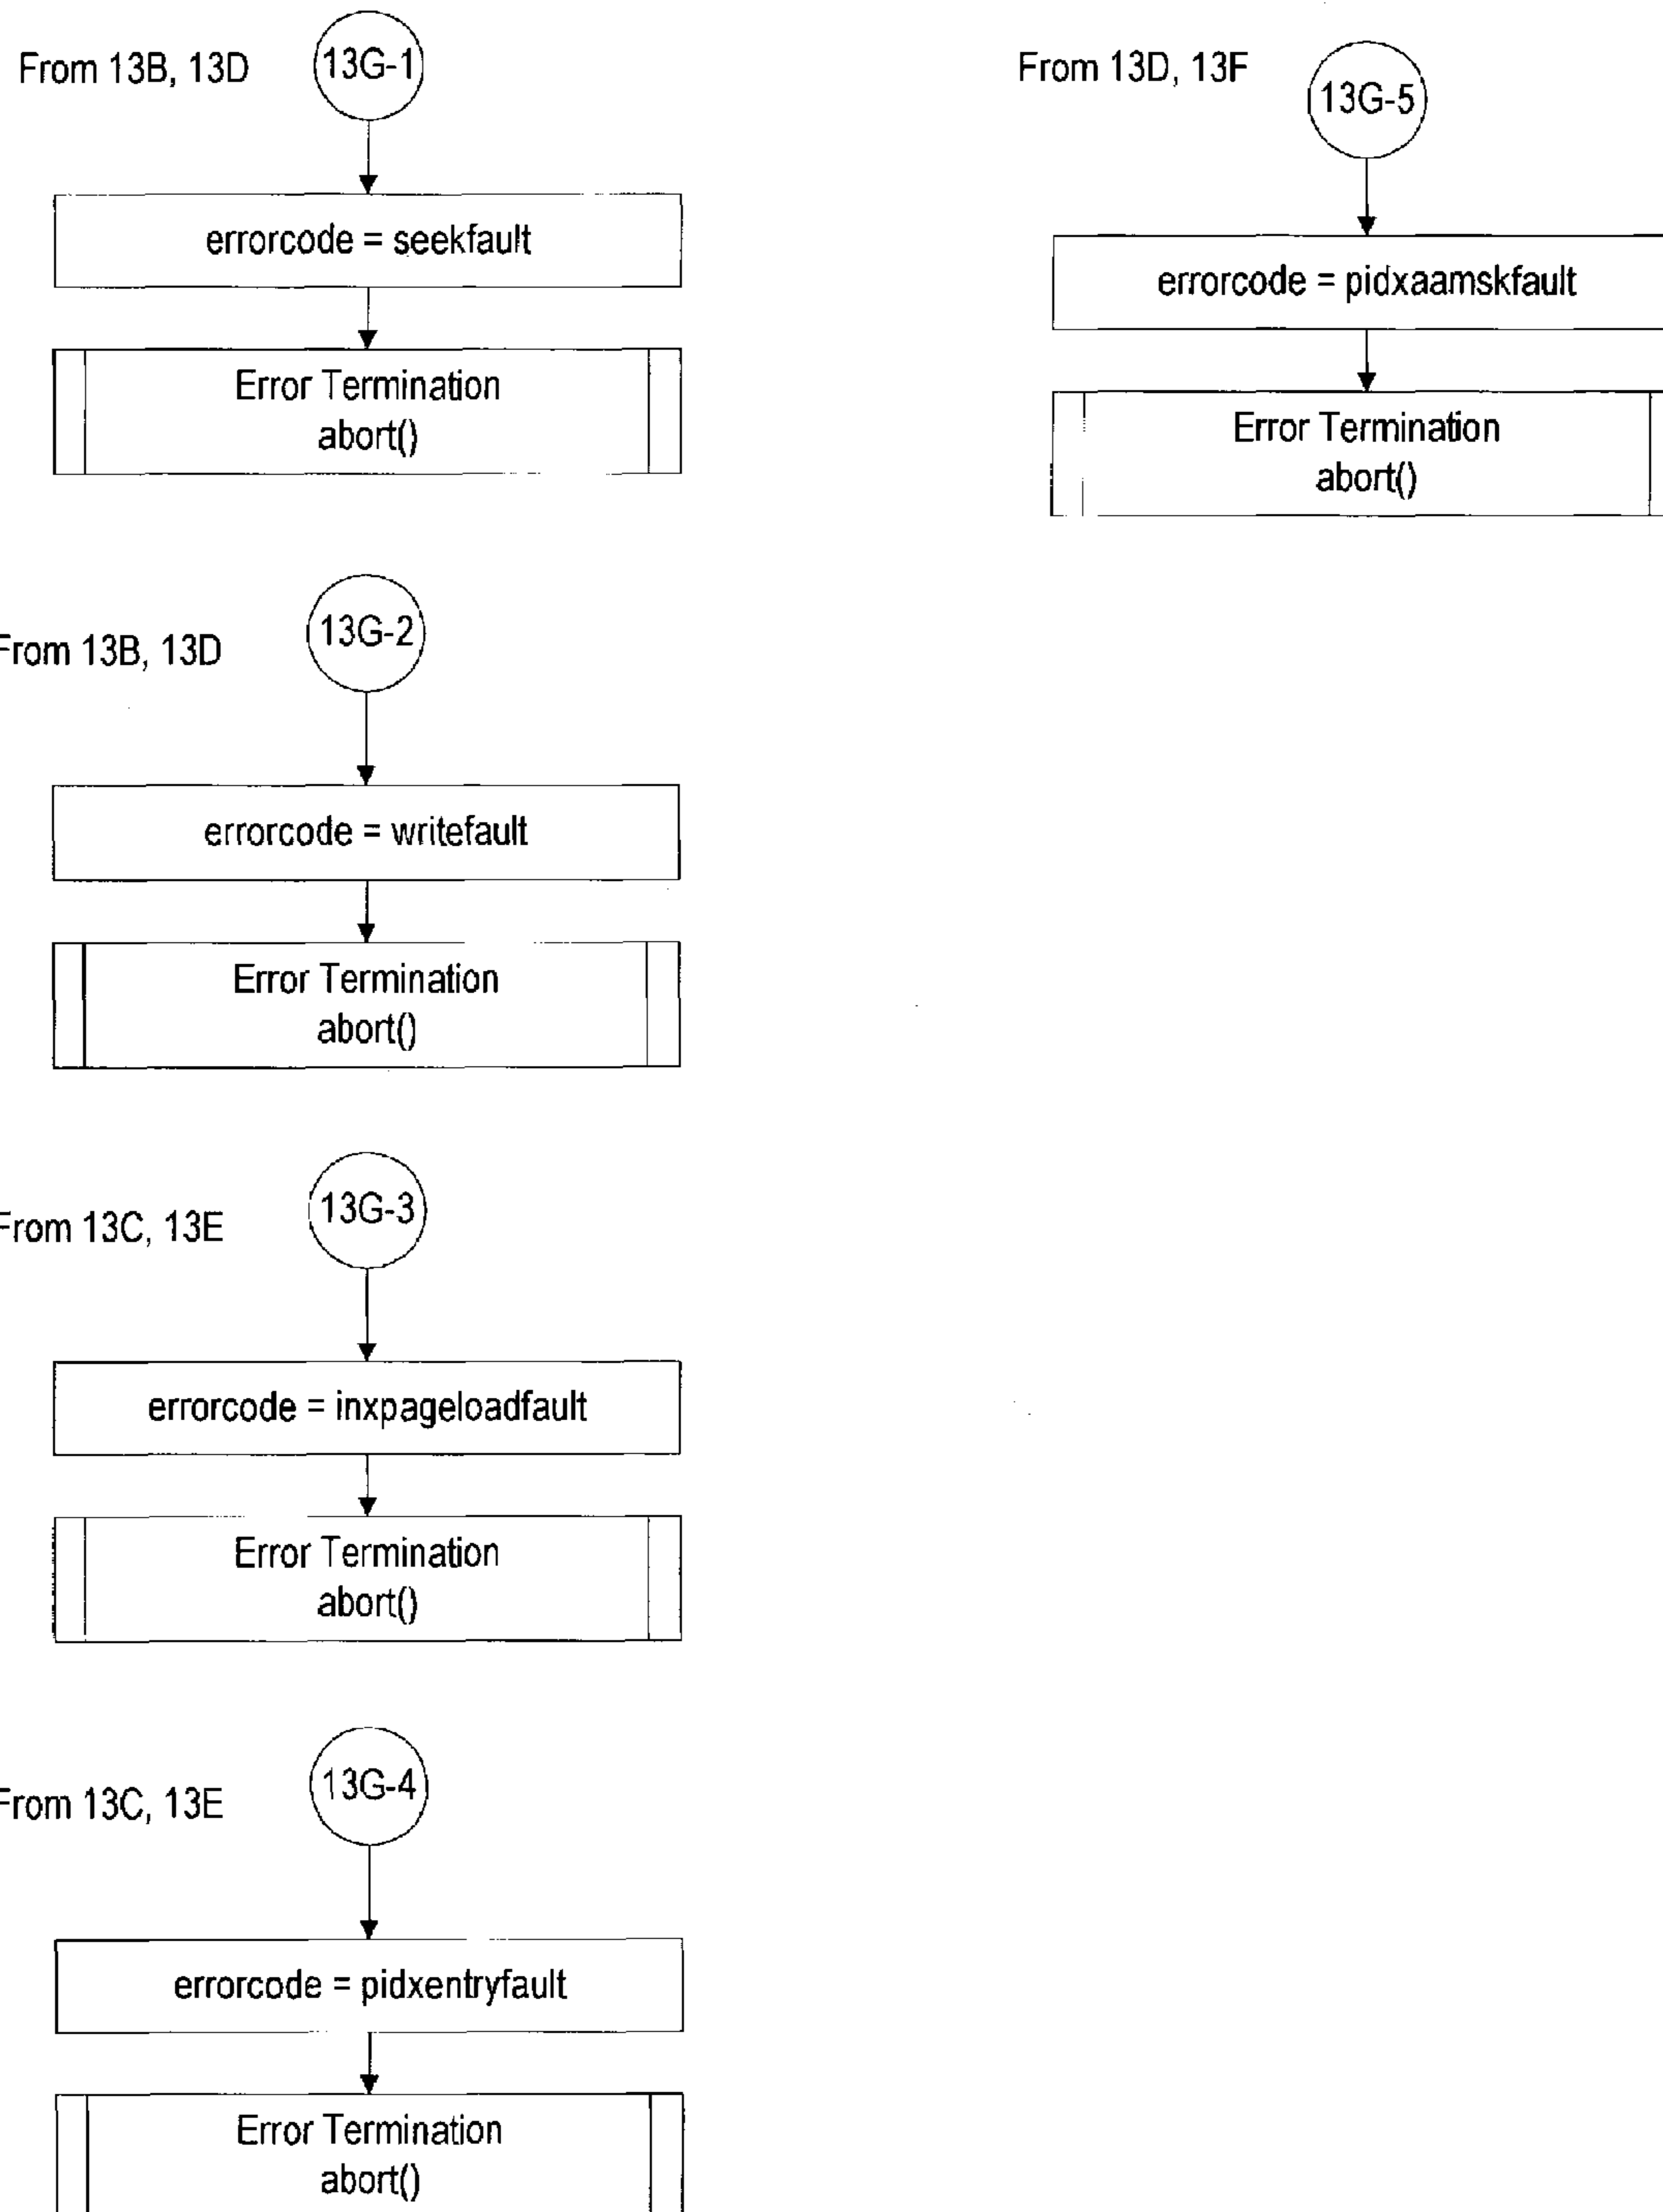 From 13B, 13D
13G-1
errorcode = seekfault
Error Termination
abort()
From 13B, 13D
13G-2
errorcode = writefault
Error Termination
abort()
From 13C, 13E
13G-3
errorcode = inxpageloadfault
Error Termination
abort()
From 13C, 13E
13G-4
errorcode = pidxentryfault
Error Termination
abort()
From 13D, 13F
13G-5
errorcode = pidxaamskfault
Error Termination
abort()